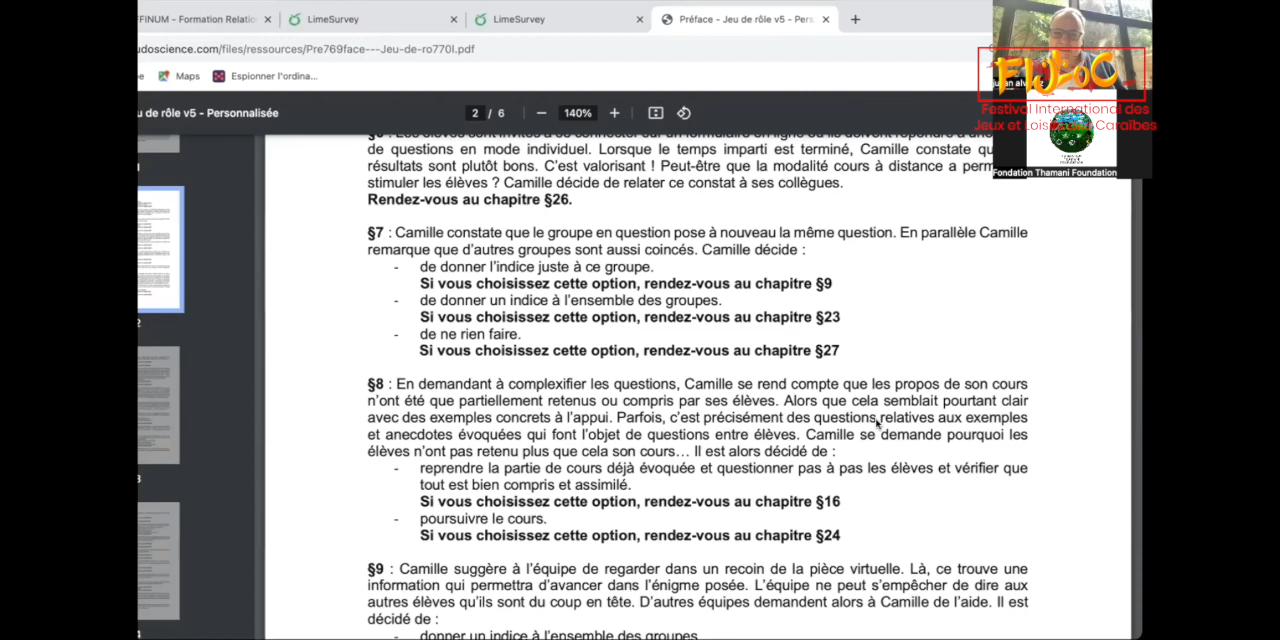 FFINUM - Formation Relatio
LimeSurvey
LimeSurvey
Préface - Jeu de rôle v5 - Pers
udoscience.com/files/ressources/Pre769face---Jeu-de-ro770l.pdf
e
Maps
Espionner l'ordina...
u de rôle v5 - Personnalisée
2 / 6
140%
FIJLOC
Festival International des
Jeux et Loisirs des Caraïbes
Fondation Thamani Foundation
de questions en mode individuel. Lorsque le temps imparti est terminé, Camille constate qu
résultats sont plutôt bons. C'est valorisant ! Peut-être que la modalité cours à distance a perm
stimuler les élèves ? Camille décide de relater ce constat à ses collègues.
Rendez-vous au chapitre §26.
§7 : Camille constate que le groupe en question pose à nouveau la même question. En parallèle Camille
remarque que d'autres groupes sont aussi coincés. Camille décide :
- de donner l'indice juste à ce groupe.
Si vous choisissez cette option, rendez-vous au chapitre §9
- de donner un indice à l'ensemble des groupes.
Si vous choisissez cette option, rendez-vous au chapitre §23
- de ne rien faire.
Si vous choisissez cette option, rendez-vous au chapitre §27
§8 : En demandant à complexifier les questions, Camille se rend compte que les propos de son cours
n'ont été que partiellement retenus ou compris par ses élèves. Alors que cela semblait pourtant clair
avec des exemples concrets à l'appui. Parfois, c'est précisément des questions relatives aux exemples
et anecdotes évoquées qui font l'objet de questions entre élèves. Camille se demande pourquoi les
élèves n'ont pas retenu plus que cela son cours… Il est alors décidé de :
- reprendre la partie de cours déjà évoquée et questionner pas à pas les élèves et vérifier que
tout est bien compris et assimilé.
Si vous choisissez cette option, rendez-vous au chapitre §16
- poursuivre le cours.
Si vous choisissez cette option, rendez-vous au chapitre §24
§9 : Camille suggère à l'équipe de regarder dans un recoin de la pièce virtuelle. Là, ce trouve une
information qui permettra d'avancer dans l'énigme posée. L'équipe ne peut s'empêcher de dire aux
autres élèves qu'ils sont du coup en tête. D'autres équipes demandent alors à Camille de l'aide. Il est
décidé de :
- donner un indice à l'ensemble des groupes
2
3